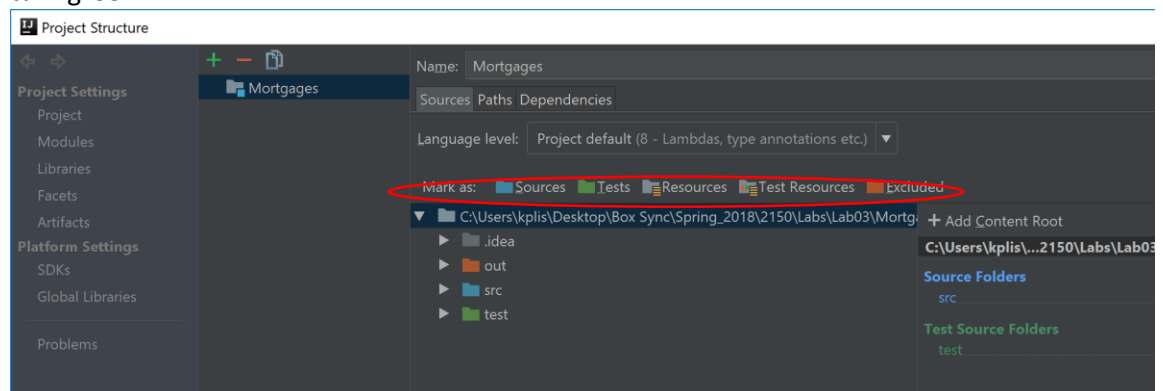 Project Structure
Project Settings
Project
Modules
Libraries
Facets
Artifacts
Platform Settings
SDKs
Global Libraries
Problems
Mortgages
Name: Mortgages
Sources Paths Dependencies
Language level: Project default (8 - Lambdas, type annotations etc.)
Mark as: Sources Tests Resources Test Resources Excluded
C:\Users\kplis\Desktop\Box Sync\Spring_2018\2150\Labs\Lab03\Mortga
.idea
out
src
test
+ Add Content Root
C:\Users\kplis\...2150\Labs\Lab03
Source Folders
src
Test Source Folders
test